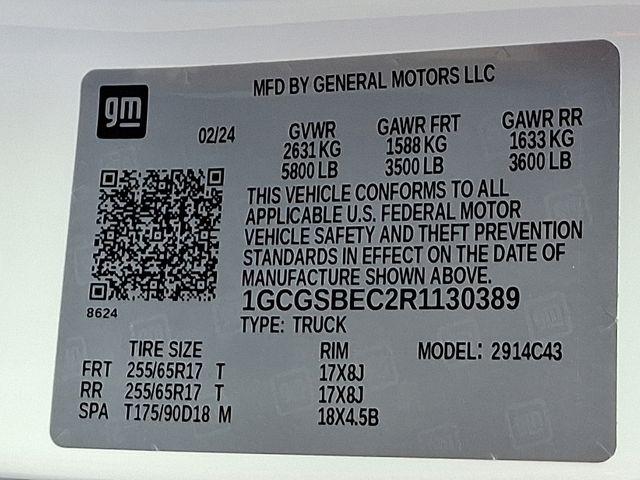 MFD BY GENERAL MOTORS LLC
gm
02/24 GVWR GAWR FRT GAWR RR
2631 KG 1588 KG 1633 KG
5800 LB 3500 LB 3600 LB
THIS VEHICLE CONFORMS TO ALL
APPLICABLE U.S. FEDERAL MOTOR
VEHICLE SAFETY AND THEFT PREVENTION
STANDARDS IN EFFECT ON THE DATE OF
MANUFACTURE SHOWN ABOVE.
8624
1GCGSBEC2R1130389
TYPE: TRUCK
TIRE SIZE RIM MODEL: 2914C43
FRT 255/65R17 T 17X8J
RR 255/65R17 T 17X8J
SPA T175/90D18 M 18X4.5B